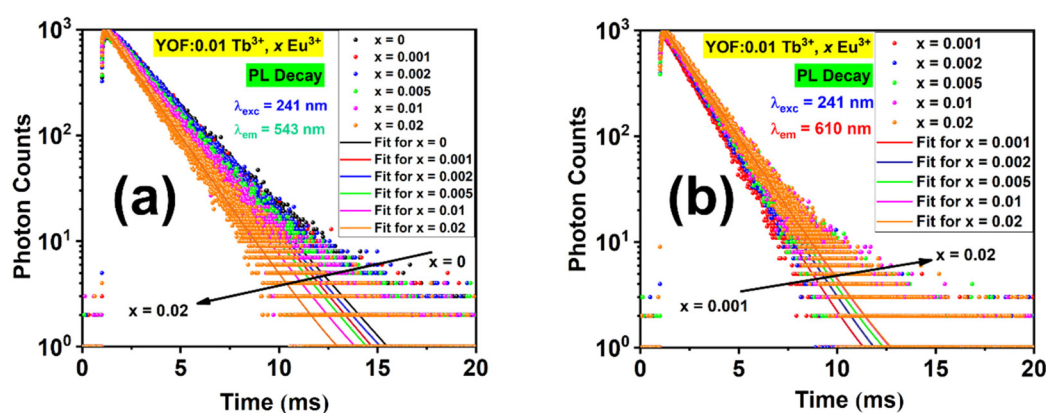 YOF:0.01 Tb³⁺, x Eu³⁺
PL Decay
λexc = 241 nm
λem = 543 nm
x = 0
x = 0.001
x = 0.002
x = 0.005
x = 0.01
x = 0.02
Fit for x = 0
Fit for x = 0.001
Fit for x = 0.002
Fit for x = 0.005
Fit for x = 0.01
Fit for x = 0.02
(a)
x = 0
x = 0.02
Photon Counts
10³
10²
10¹
10⁰
0 5 10 15 20
Time (ms)
YOF:0.01 Tb³⁺, x Eu³⁺
PL Decay
λexc = 241 nm
λem = 610 nm
x = 0.001
x = 0.002
x = 0.005
x = 0.01
x = 0.02
Fit for x = 0.001
Fit for x = 0.002
Fit for x = 0.005
Fit for x = 0.01
Fit for x = 0.02
(b)
x = 0.02
x = 0.001
Photon Counts
10³
10²
10¹
10⁰
0 5 10 15 20
Time (ms)